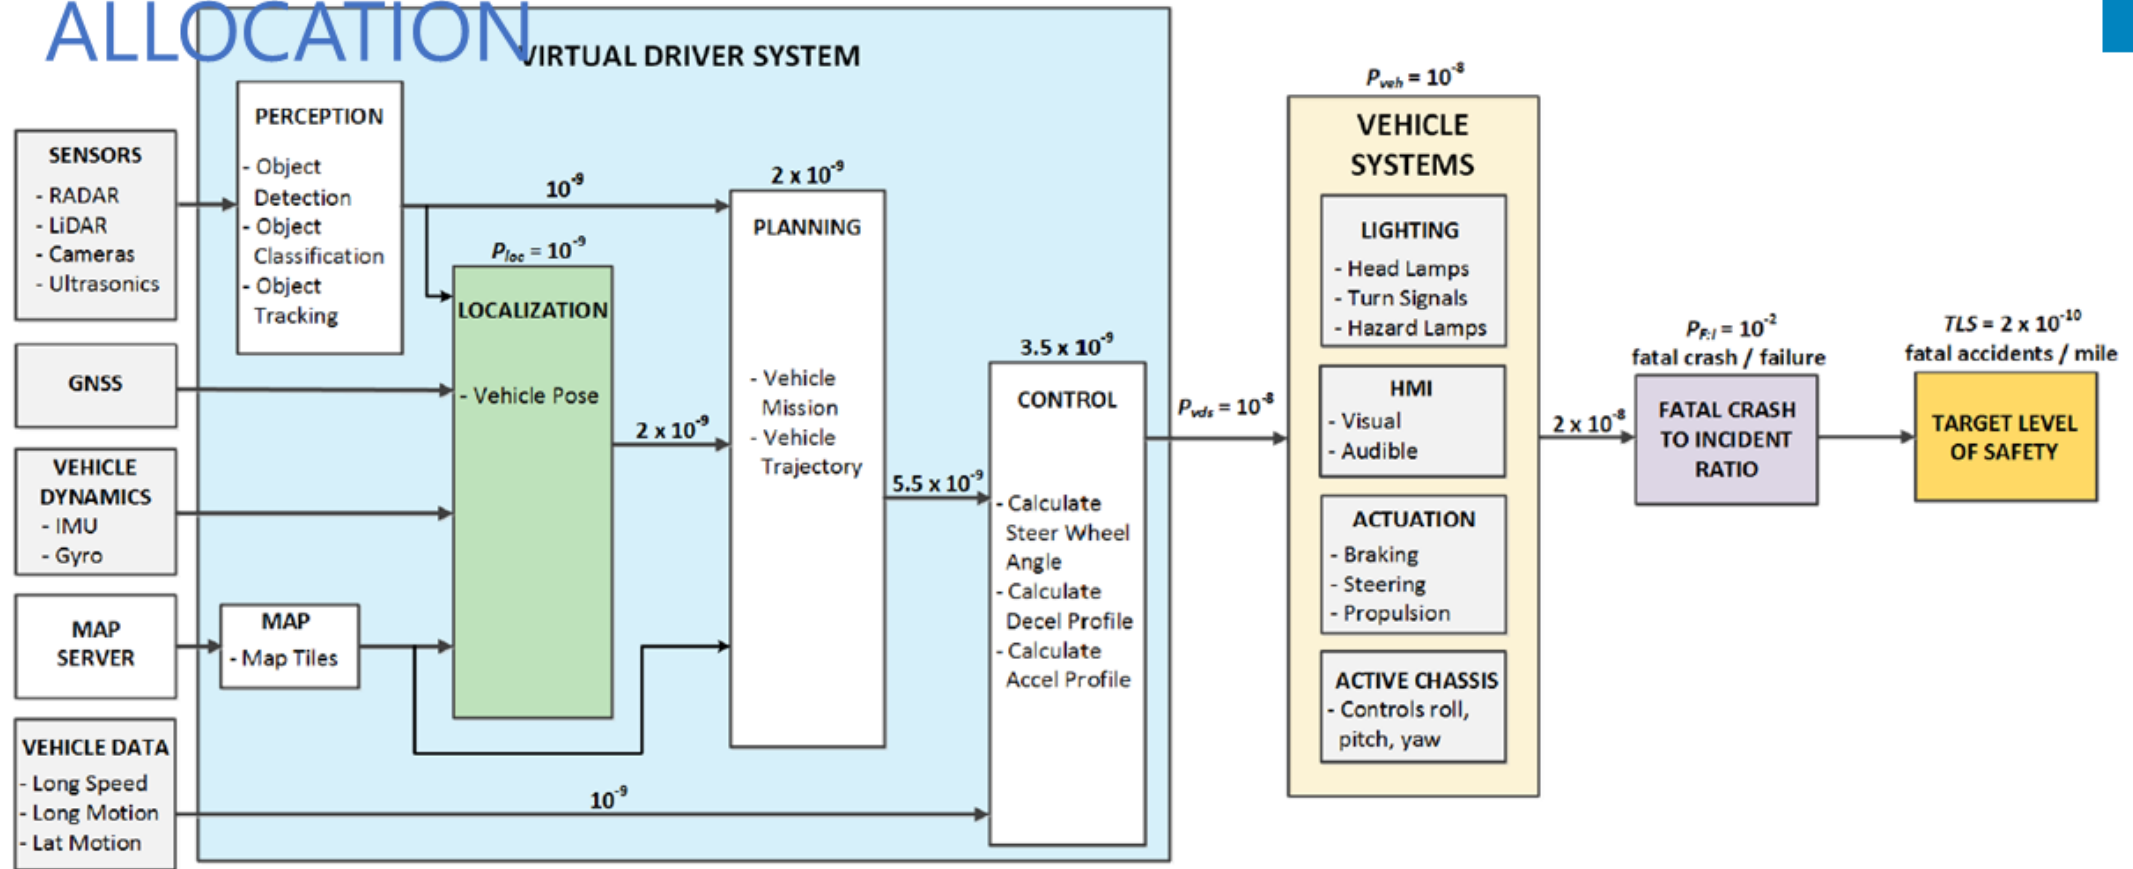 ALLOCATION
VIRTUAL DRIVER SYSTEM
SENSORS
- RADAR
- LiDAR
- Cameras
- Ultrasonics
GNSS
VEHICLE
DYNAMICS
- IMU
- Gyro
MAP
SERVER
VEHICLE DATA
- Long Speed
- Long Motion
- Lat Motion
PERCEPTION
- Object
Detection
- Object
Classification
- Object
Tracking
MAP
- Map Tiles
10⁻⁹
P_loc = 10⁻⁹
LOCALIZATION
- Vehicle Pose
2 x 10⁻⁹
10⁻⁹
2 x 10⁻⁹
PLANNING
- Vehicle
Mission
- Vehicle
Trajectory
5.5 x 10⁻⁹
3.5 x 10⁻⁹
CONTROL
- Calculate
Steer Wheel
Angle
- Calculate
Decel Profile
- Calculate
Accel Profile
P_vds = 10⁻⁸
P_veh = 10⁻⁸
VEHICLE
SYSTEMS
LIGHTING
- Head Lamps
- Turn Signals
- Hazard Lamps
HMI
- Visual
- Audible
ACTUATION
- Braking
- Steering
- Propulsion
ACTIVE CHASSIS
- Controls roll,
pitch, yaw
2 x 10⁻⁸
P_F:I = 10⁻²
fatal crash / failure
FATAL CRASH
TO INCIDENT
RATIO
TLS = 2 x 10⁻¹⁰
fatal accidents / mile
TARGET LEVEL
OF SAFETY